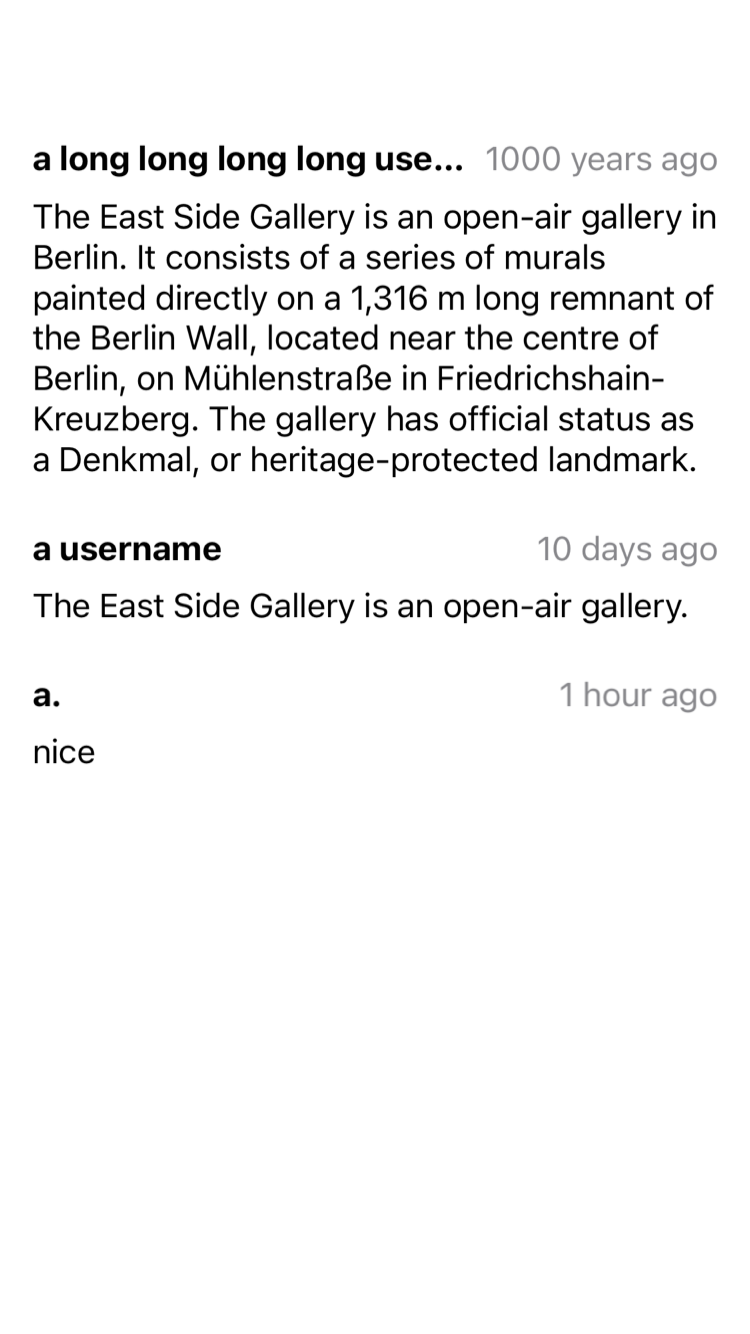 a long long long long use... 1000 years ago
The East Side Gallery is an open-air gallery in
Berlin. It consists of a series of murals
painted directly on a 1,316 m long remnant of
the Berlin Wall, located near the centre of
Berlin, on Mühlenstraße in Friedrichshain-
Kreuzberg. The gallery has official status as
a Denkmal, or heritage-protected landmark.
a username 10 days ago
The East Side Gallery is an open-air gallery.
a. 1 hour ago
nice